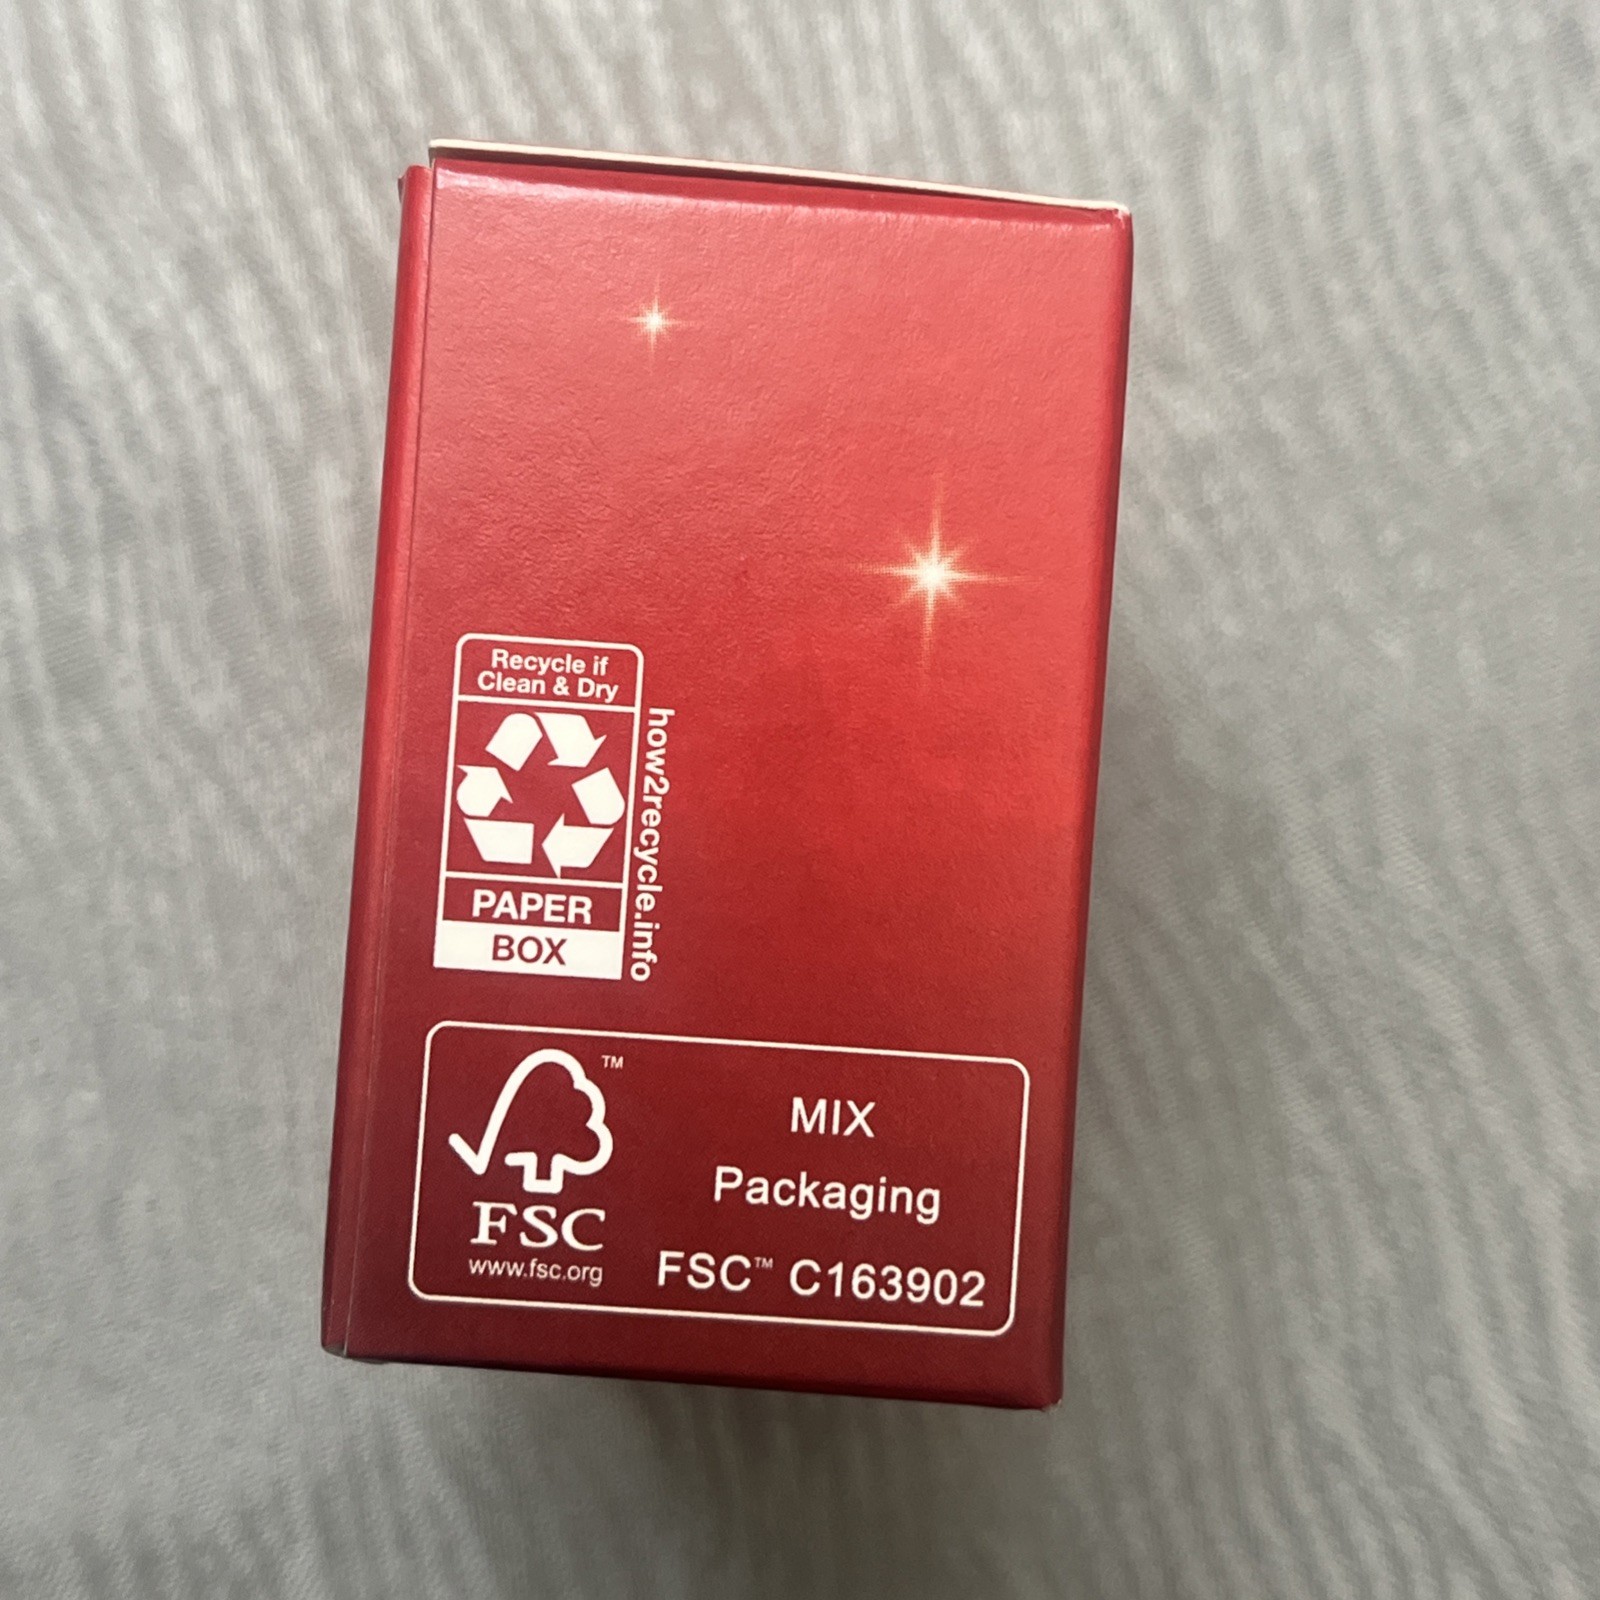 Recycle if
Clean & Dry
PAPER
BOX
how2recycle.info
™
FSC
www.fsc.org
MIX
Packaging
FSC™ C163902